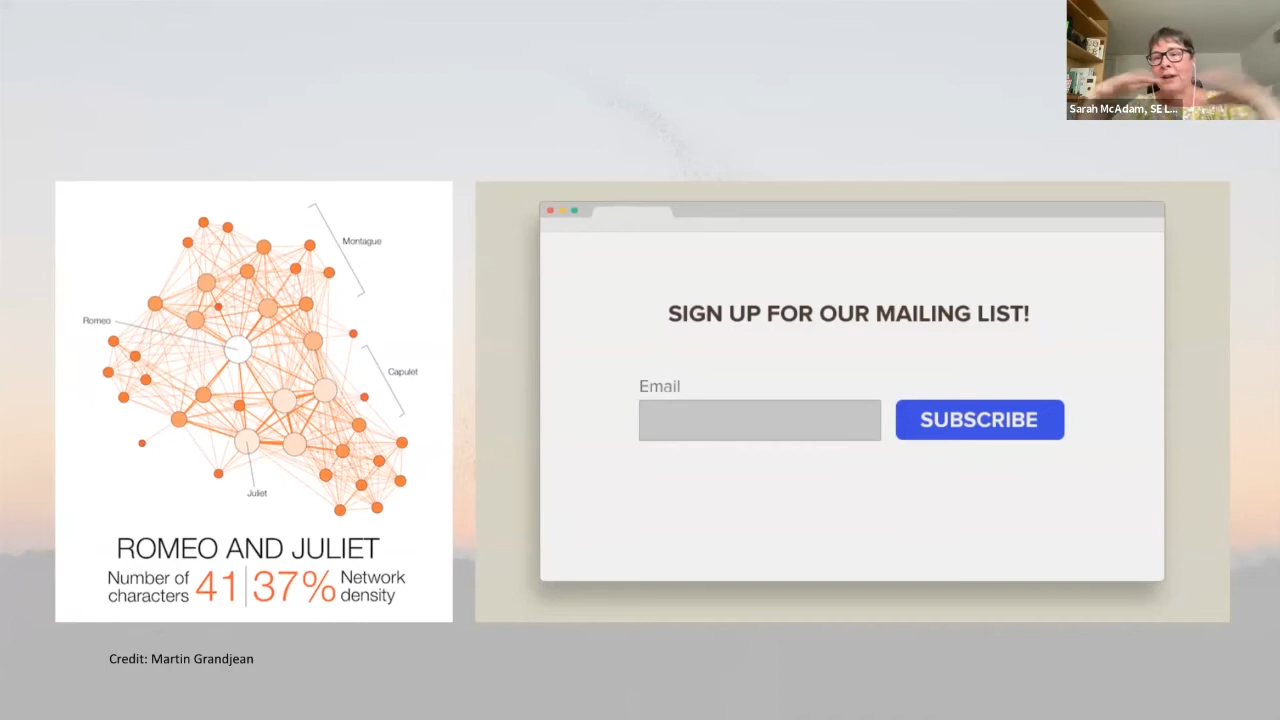 Sarah McAdam, SE L...
Montague
Romeo
Capulet
Juliet
ROMEO AND JULIET
Number of characters 41 37% Network density
SIGN UP FOR OUR MAILING LIST!
Email
SUBSCRIBE
Credit: Martin Grandjean